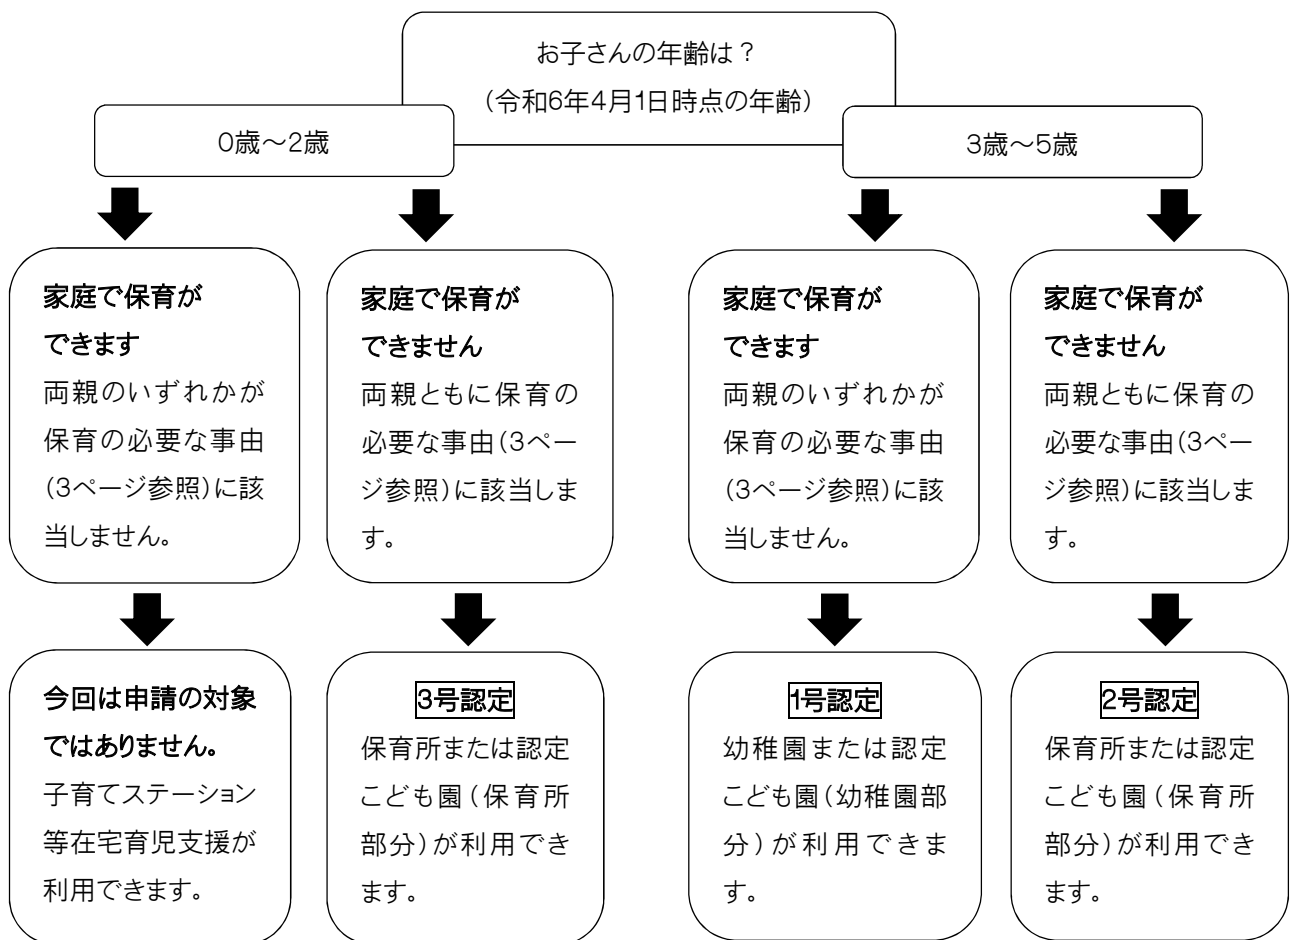 お子さんの年齢は？
（令和6年4月1日時点の年齢）
0歳～2歳
3歳～5歳
家庭で保育が
できます
両親のいずれかが
保育の必要な事由
(3ページ参照)に該
当しません。
家庭で保育が
できません
両親ともに保育の
必要な事由(3ペー
ジ参照)に該当しま
す。
家庭で保育が
できます
両親のいずれかが
保育の必要な事由
(3ページ参照)に該
当しません。
家庭で保育が
できません
両親ともに保育の
必要な事由(3ペー
ジ参照)に該当しま
す。
今回は申請の対象
ではありません。
子育てステーション
等在宅育児支援が
利用できます。
3号認定
保育所または認定
こども園(保育所
部分)が利用でき
ます。
1号認定
幼稚園または認定
こども園(幼稚園部
分)が利用できま
す。
2号認定
保育所または認定
こども園(保育所
部分)が利用でき
ます。